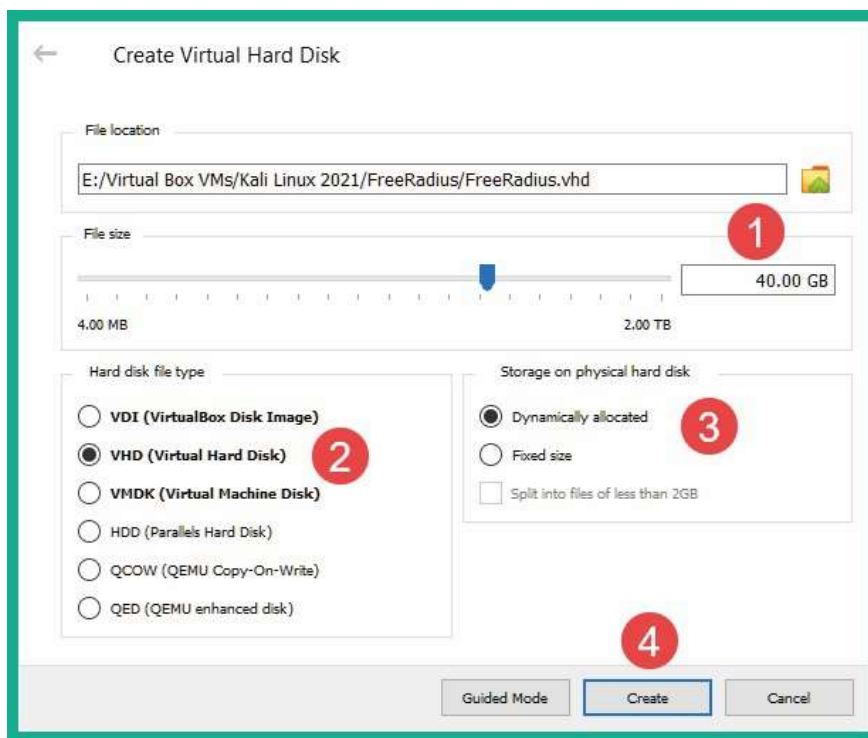 Create Virtual Hard Disk
File location
E:/Virtual Box VMs/Kali Linux 2021/FreeRadius/FreeRadius.vhd
1
File size
40.00 GB
4.00 MB 2.00 TB
Hard disk file type
VDI (VirtualBox Disk Image)
VHD (Virtual Hard Disk) 2
VMDK (Virtual Machine Disk)
HDD (Parallels Hard Disk)
QCOW (QEMU Copy-On-Write)
QED (QEMU enhanced disk)
Storage on physical hard disk
Dynamically allocated 3
Fixed size
Split into files of less than 2GB
4
Guided Mode Create Cancel